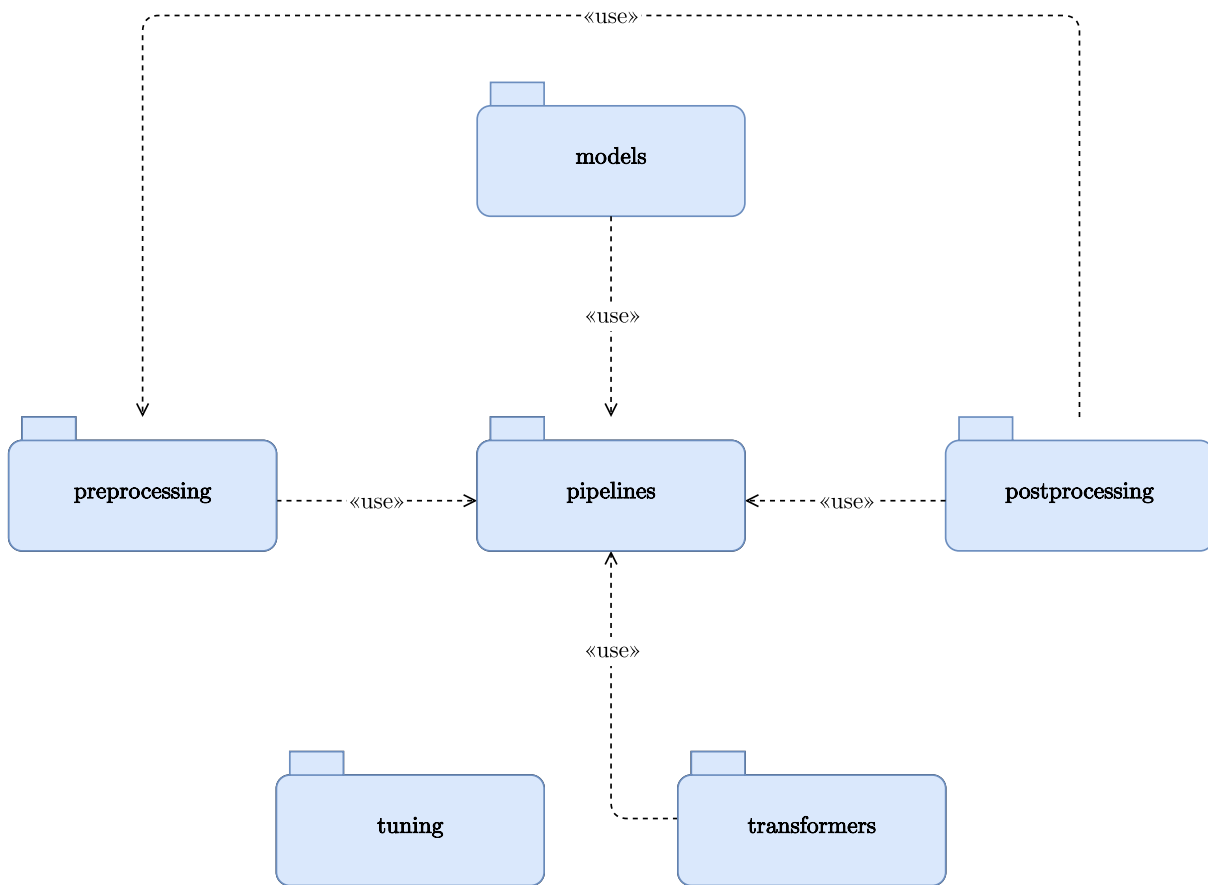 «use»
models
«use»
preprocessing
«use»
pipelines
«use»
postprocessing
«use»
tuning
transformers